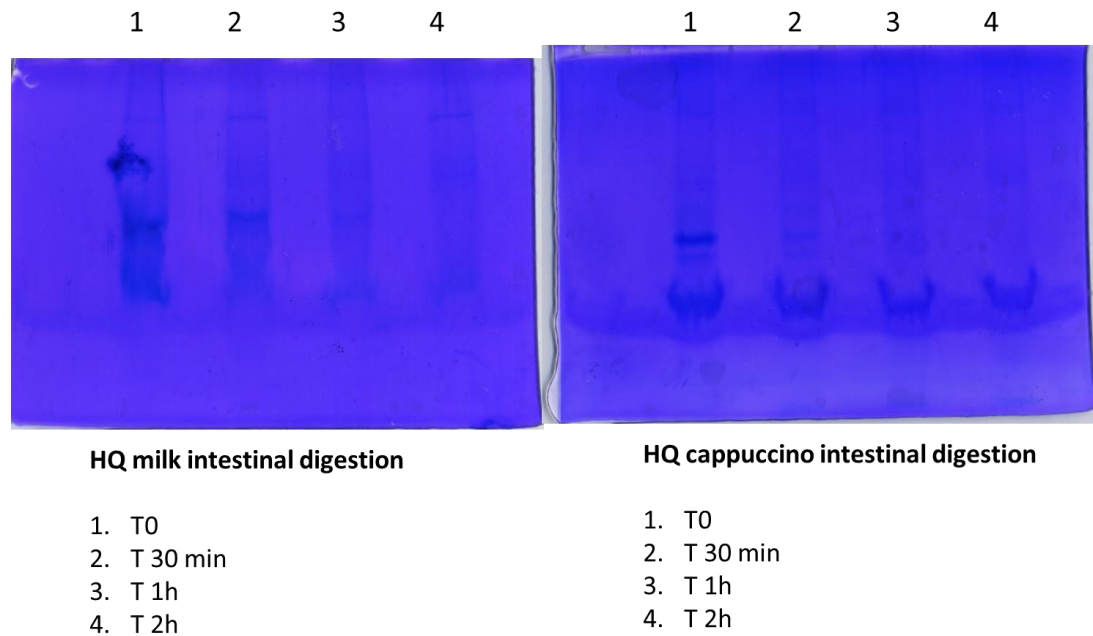 1 2 3 4
1 2 3 4
HQ milk intestinal digestion
1. T0
2. T 30 min
3. T 1h
4. T 2h
HQ cappuccino intestinal digestion
1. T0
2. T 30 min
3. T 1h
4. T 2h